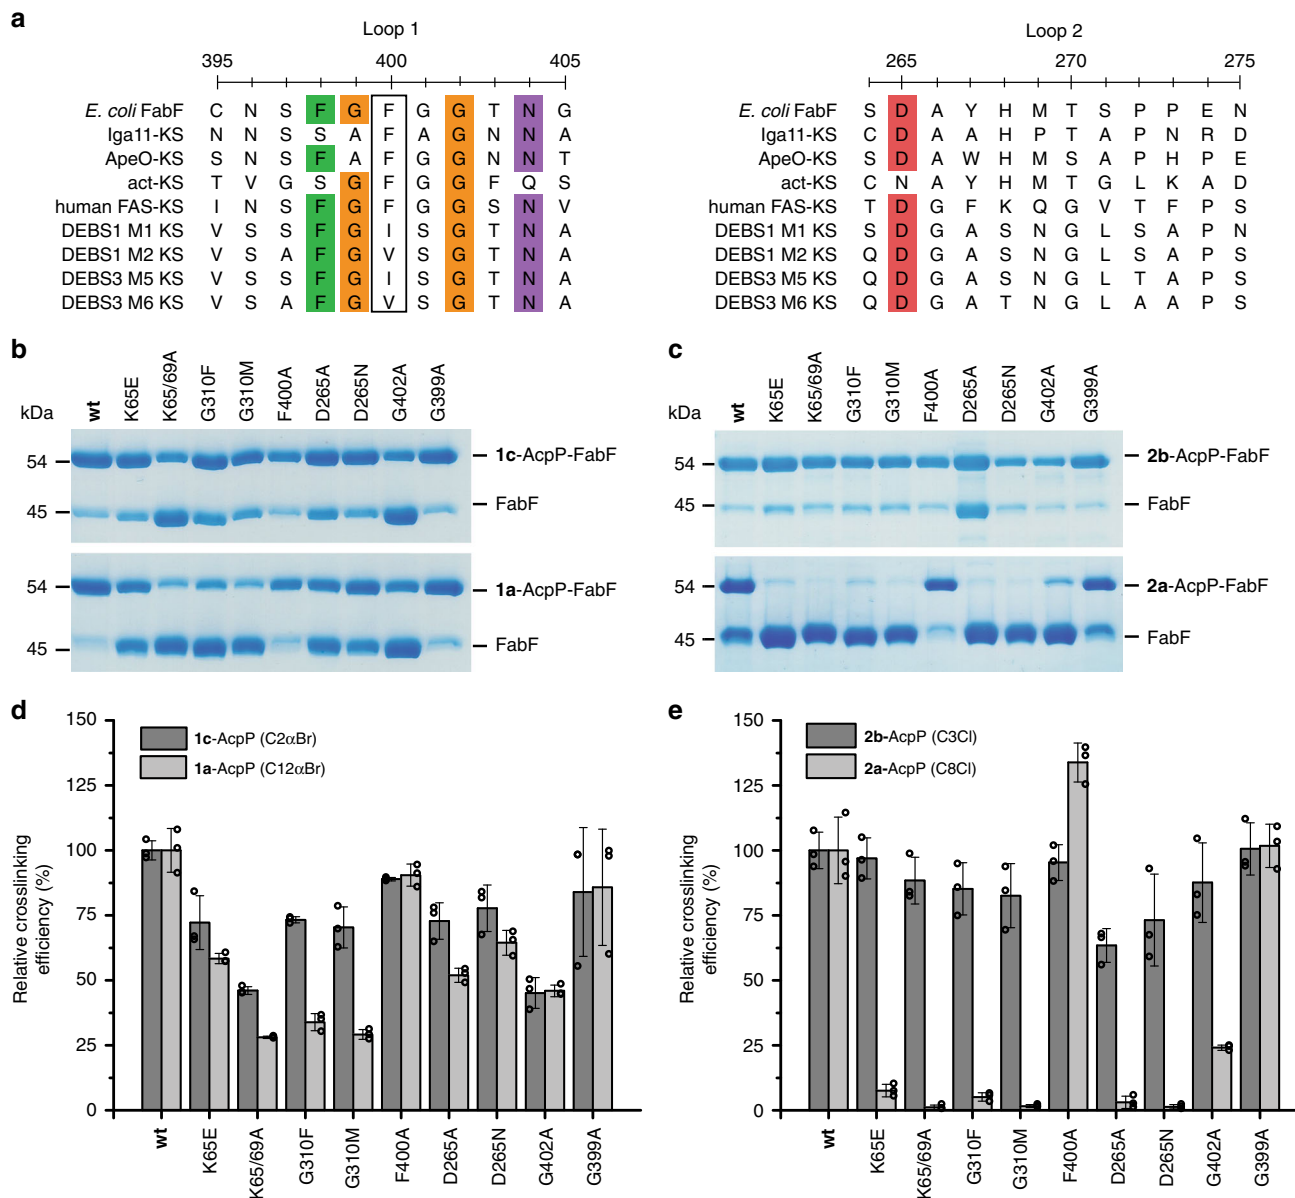 a
Loop 1
395 400 405
E. coli FabF C N S F G F G G T N G
Iga11-KS N N S S A F A G N N A
ApeO-KS S N S F A F G G N N T
act-KS T V G S G F G G F Q S
human FAS-KS I N S F G F G G S N V
DEBS1 M1 KS V S S F G I S G T N A
DEBS1 M2 KS V S A F G V S G T N A
DEBS3 M5 KS V S S F G I S G T N A
DEBS3 M6 KS V S A F G V S G T N A
Loop 2
265 270 275
E. coli FabF S D A Y H M T S P P E N
Iga11-KS C D A A H P T A P N R D
ApeO-KS S D A W H M S A P H P E
act-KS C N A Y H M T G L K A D
human FAS-KS T D G F K Q G V T F P S
DEBS1 M1 KS S D G A S N G L S A P N
DEBS1 M2 KS Q D G A S N G L S A P S
DEBS3 M5 KS Q D G A S N G L T A P S
DEBS3 M6 KS Q D G A T N G L A A P S
b
kDa
wt K65E K65/69A G310F G310M F400A D265A D265N G402A G399A
54 1c-AcpP-FabF
45 FabF
54 1a-AcpP-FabF
45 FabF
c
kDa
wt K65E K65/69A G310F G310M F400A D265A D265N G402A G399A
54 2b-AcpP-FabF
45 FabF
54 2a-AcpP-FabF
45 FabF
d
Relative crosslinking
efficiency (%)
150
125
100
75
50
25
0
1c-AcpP (C2αBr)
1a-AcpP (C12αBr)
wt K65E K65/69A G310F G310M F400A D265A D265N G402A G399A
e
Relative crosslinking
efficiency (%)
150
125
100
75
50
25
0
2b-AcpP (C3Cl)
2a-AcpP (C8Cl)
wt K65E K65/69A G310F G310M F400A D265A D265N G402A G399A